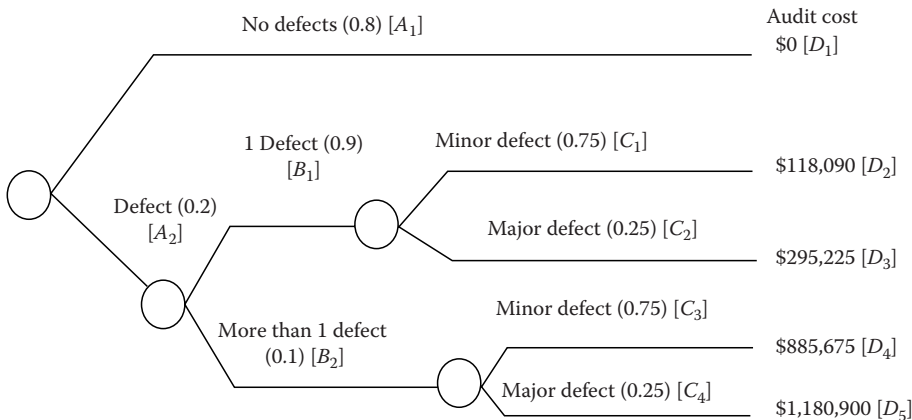 Audit cost
No defects (0.8) [A₁]
$0 [D₁]
1 Defect (0.9)
[B₁]
Minor defect (0.75) [C₁]
$118,090 [D₂]
Defect (0.2)
[A₂]
Major defect (0.25) [C₂]
$295,225 [D₃]
Minor defect (0.75) [C₃]
More than 1 defect
(0.1) [B₂]
$885,675 [D₄]
Major defect (0.25) [C₄]
$1,180,900 [D₅]